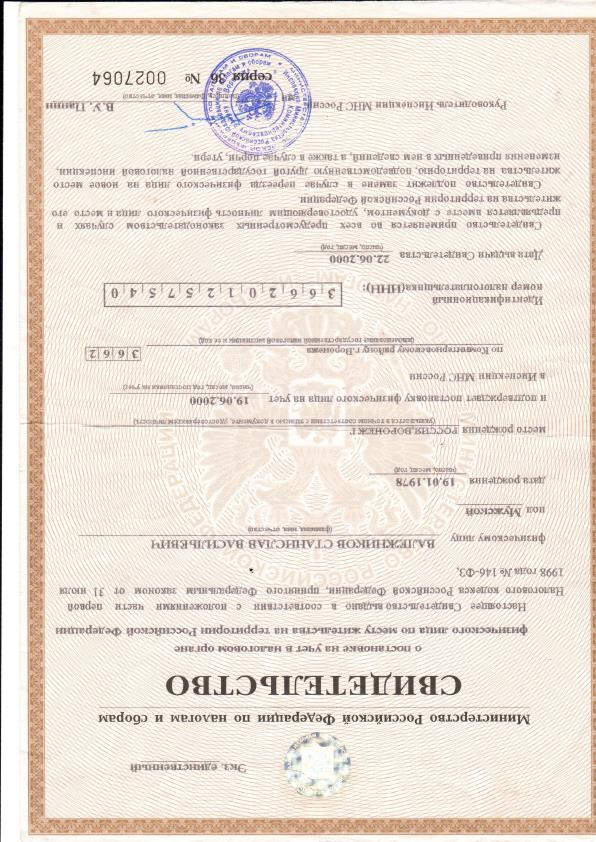 Экз. единственный
Министерство Российской Федерации по налогам и сборам
СВИДЕТЕЛЬСТВО
о постановке на учет в налоговом органе
физического лица по месту жительства на территории Российской Федерации
Настоящее Свидетельство выдано в соответствии с положениями части первой
Налогового кодекса Российской Федерации, принятого Федеральным законом от 31 июля
1998 года № 146-ФЗ,
физическому лицу ВАЛЕЖНИКОВ СТАНИСЛАВ ВАСИЛЬЕВИЧ
(фамилия, имя, отчество)
пол Мужской
дата рождения 19.01.1978
(число, месяц, год)
место рождения РОССИЯ,ВОРОНЕЖ Г.
(указывается в точном соответствии с записью в документе, удостоверяющем личность)
и подтверждает постановку физического лица на учет 19.06.2000
(число, месяц, год постановки на учет)
в Инспекции МНС России
по Коминтерновскому району г.Воронежа 3662
(наименование государственной налоговой инспекции и ее код)
Идентификационный
номер налогоплательщика(ИНН): 366201257540
Дата выдачи Свидетельства 22.06.2000
(число, месяц, год)
Свидетельство применяется во всех предусмотренных законодательством случаях и
предъявляется вместе с документом, удостоверяющим личность физического лица и место его
жительства на территории Российской Федерации.
Свидетельство подлежит замене в случае переезда физического лица на новое место
жительства на территорию, подведомственную другой государственной налоговой инспекции,
изменения приведенных в нем сведений, а также в случае порчи, утери.
Руководитель Инспекции МНС России В.У. Панин
серия 36 № 0027064